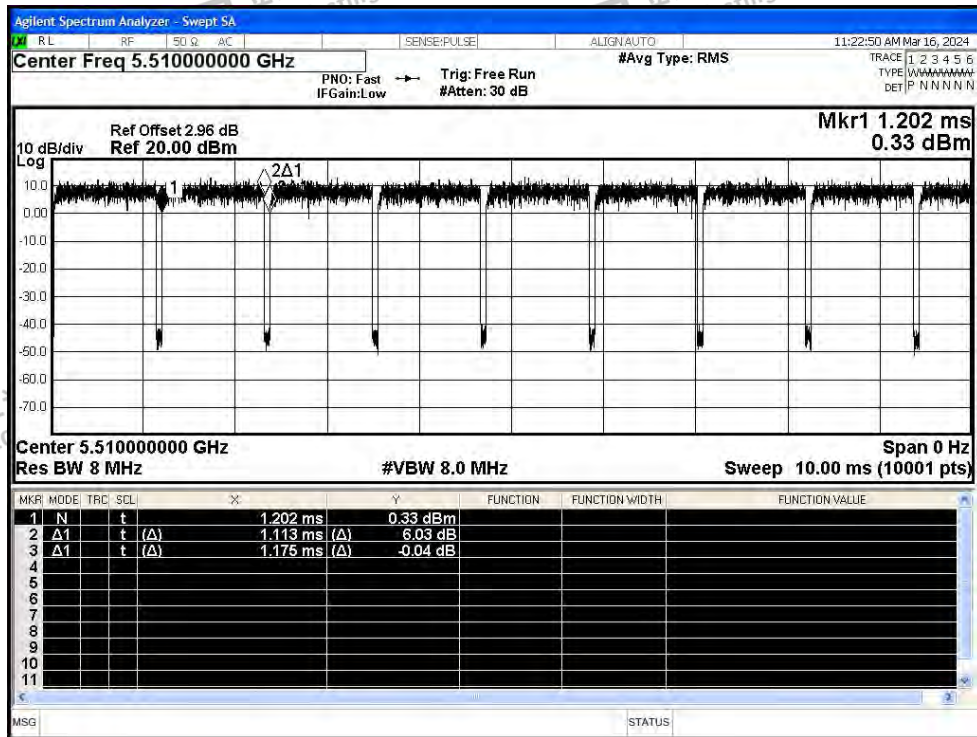 Agilent Spectrum Analyzer - Swept SA
LXI RL RF 50 Ω AC SENSE:PULSE ALIGNAUTO 11:22:50 AM Mar 16, 2024
Center Freq 5.510000000 GHz #Avg Type: RMS TRACE 1 2 3 4 5 6
PNO: Fast Trig: Free Run TYPE WWWWWW
IFGain:Low #Atten: 30 dB DET P N N N N N
Mkr1 1.202 ms
Ref Offset 2.96 dB 0.33 dBm
10 dB/div Ref 20.00 dBm
Log
2Δ1
10.0
1
0.00
-10.0
-20.0
-30.0
-40.0
-50.0
-60.0
-70.0
Center 5.510000000 GHz Span 0 Hz
Res BW 8 MHz #VBW 8.0 MHz Sweep 10.00 ms (10001 pts)
MKR MODE TRC SCL X Y FUNCTION FUNCTION WIDTH FUNCTION VALUE
1 N t 1.202 ms 0.33 dBm
2 Δ1 t (Δ) 1.113 ms (Δ) 6.03 dB
3 Δ1 t (Δ) 1.175 ms (Δ) -0.04 dB
4
5
6
7
8
9
10
11
MSG STATUS